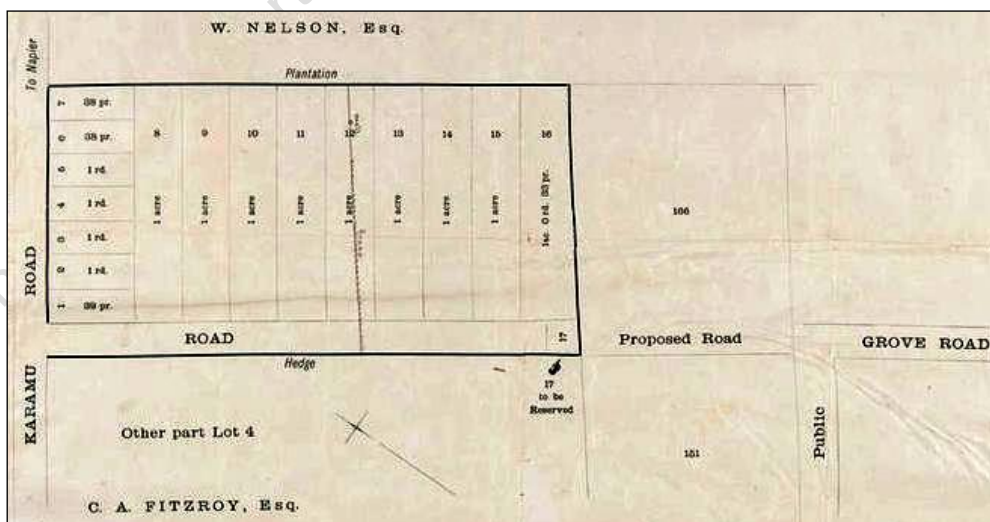 W. NELSON, Esq.
To Napier
Plantation
7 38 pr.
6 38 pr.
5 1 rd.
4 1 rd.
3 1 rd.
2 1 rd.
1 39 pr.
8 9 10 11 12 13 14 15 16
1 acre 1 acre 1 acre 1 acre 1 acre 1 acre 1 acre 1 acre 1ac. 0 rd. 33 pr.
166
KARAMU ROAD
ROAD
17
Proposed Road
GROVE ROAD
Hedge
17
to be
Reserved
Other part Lot 4
151
Public
C. A. FITZROY, Esq.